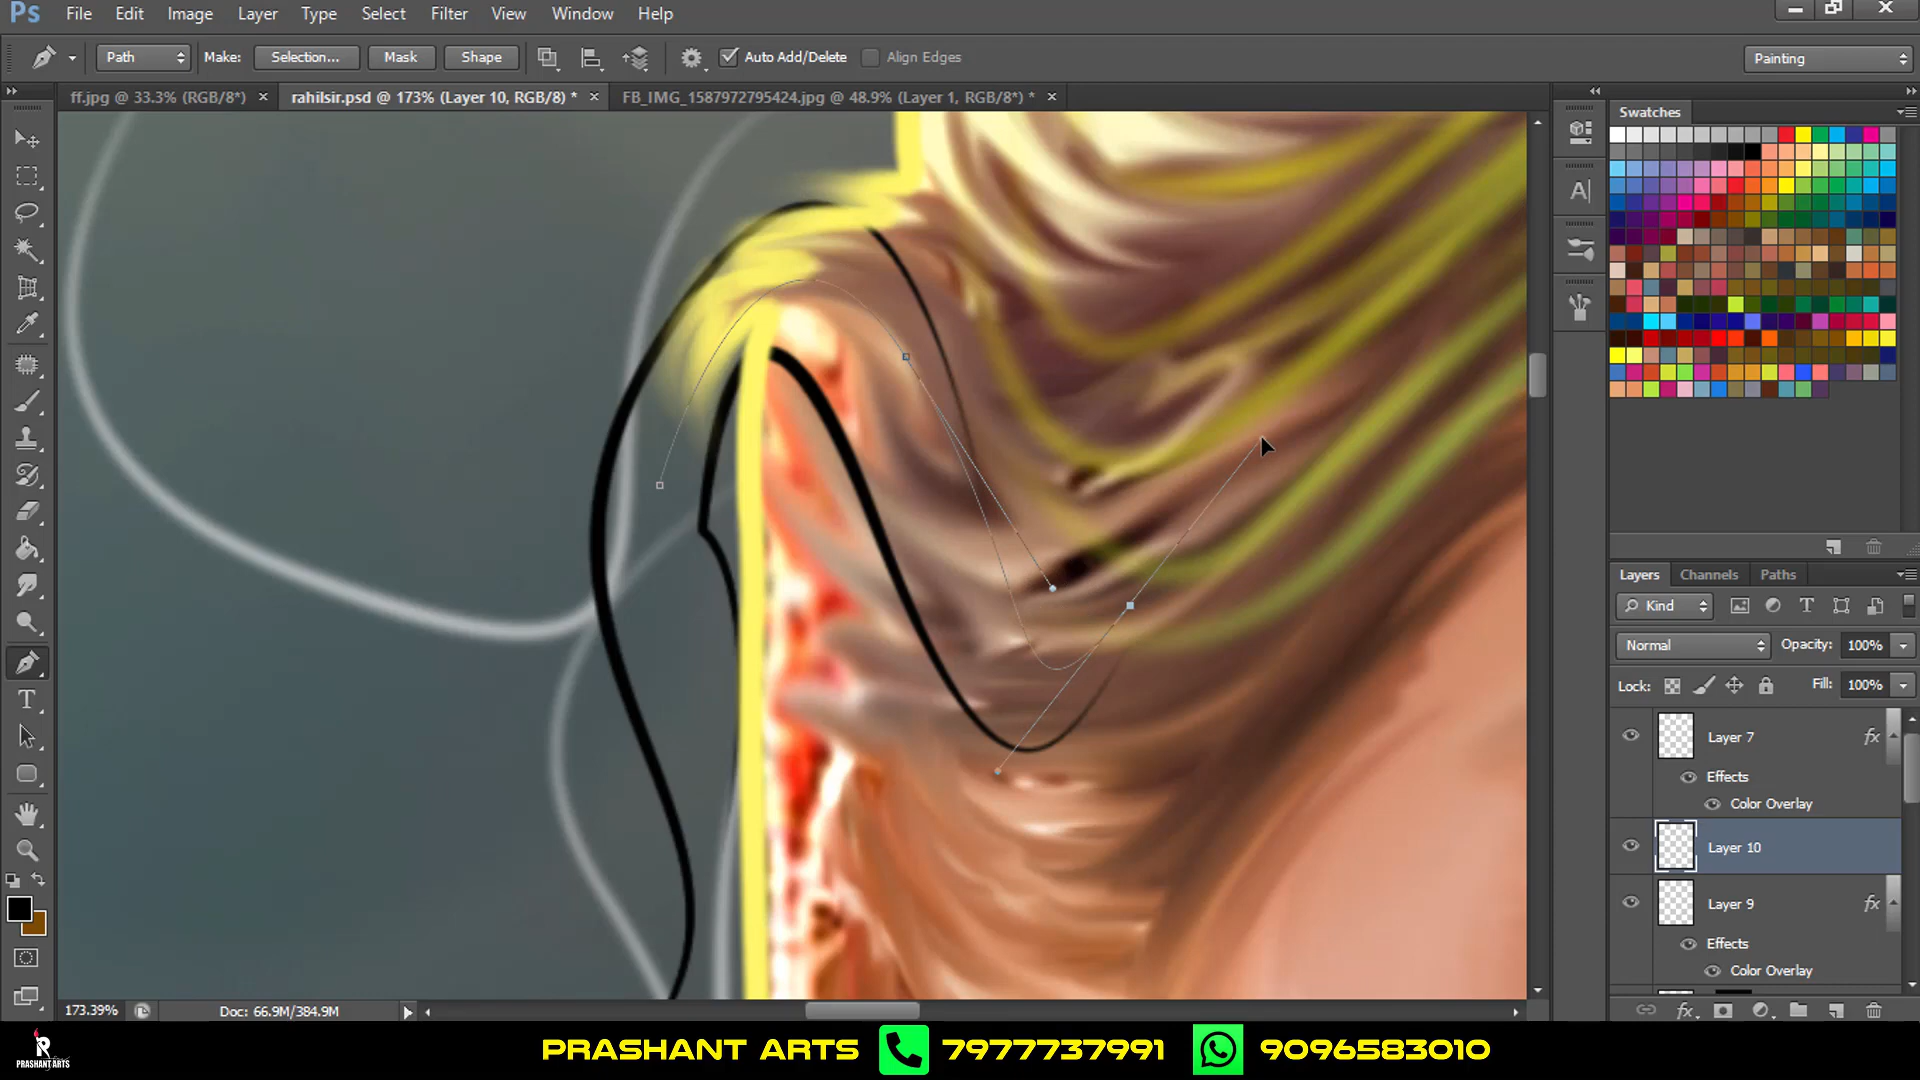 Ps File Edit Image Layer Type Select Filter View Window Help
Path Make: Selection... Mask Shape Auto Add/Delete Align Edges Painting
ff.jpg @ 33.3% (RGB/8*) rahilsir.psd @ 173% (Layer 10, RGB/8) * FB_IMG_1587972795424.jpg @ 48.9% (Layer 1, RGB/8*) *
Swatches
Layers Channels Paths
Kind
Normal Opacity: 100%
Lock: Fill: 100%
Layer 7 fx
Effects
Color Overlay
Layer 10
Layer 9 fx
Effects
Color Overlay
173.39% Doc: 66.9M/384.9M
PRASHANT ARTS 7977737991 9096583010
PRASHANT ARTS